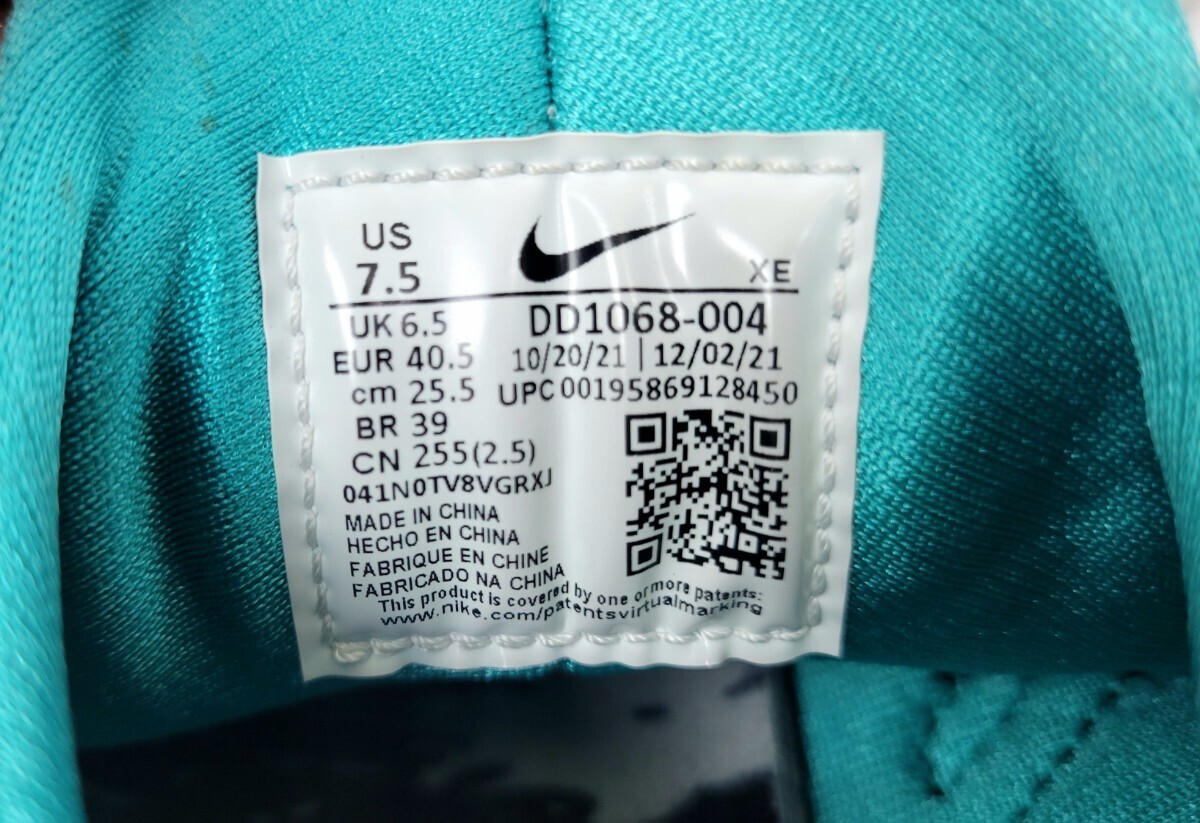 US
7.5
XE
UK 6.5
EUR 40.5
cm 25.5
BR 39
CN 255(2.5)
DD1068-004
10/20/21 | 12/02/21
UPC 00195869128450
041N0TV8VGRXJ
MADE IN CHINA
HECHO EN CHINA
FABRIQUE EN CHINE
FABRICADO NA CHINA
This product is covered by one or more patents:
www.nike.com/patentsvirtualmarking